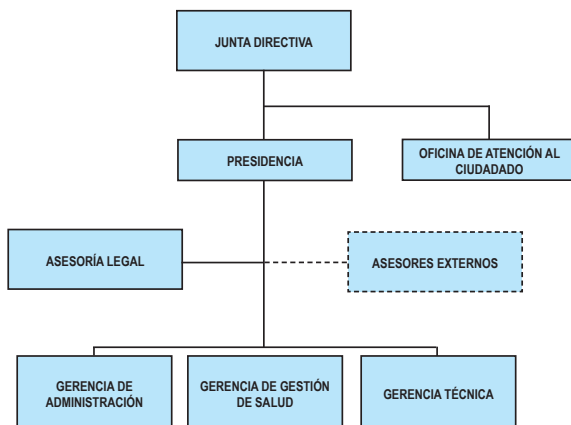 JUNTA DIRECTIVA
PRESIDENCIA
OFICINA DE ATENCIÓN AL
CIUDADADO
ASESORÍA LEGAL
ASESORES EXTERNOS
GERENCIA DE
ADMINISTRACIÓN
GERENCIA DE GESTIÓN
DE SALUD
GERENCIA TÉCNICA